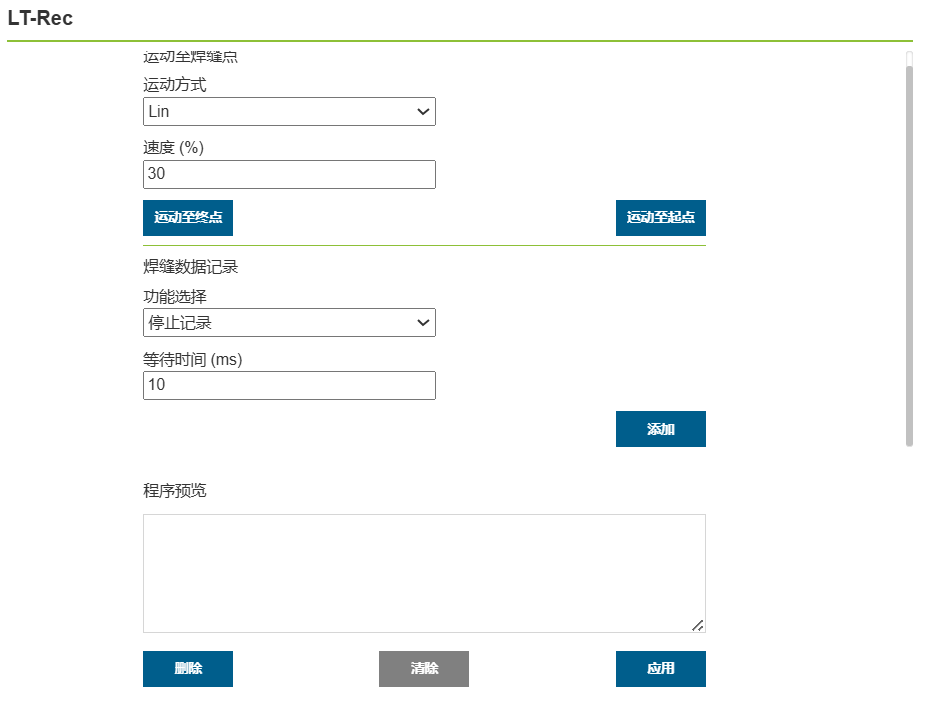 LT-Rec
运动至焊缝点
运动方式
Lin
速度 (%)
30
运动至终点
运动至起点
焊缝数据记录
功能选择
停止记录
等待时间 (ms)
10
添加
程序预览
删除
清除
应用